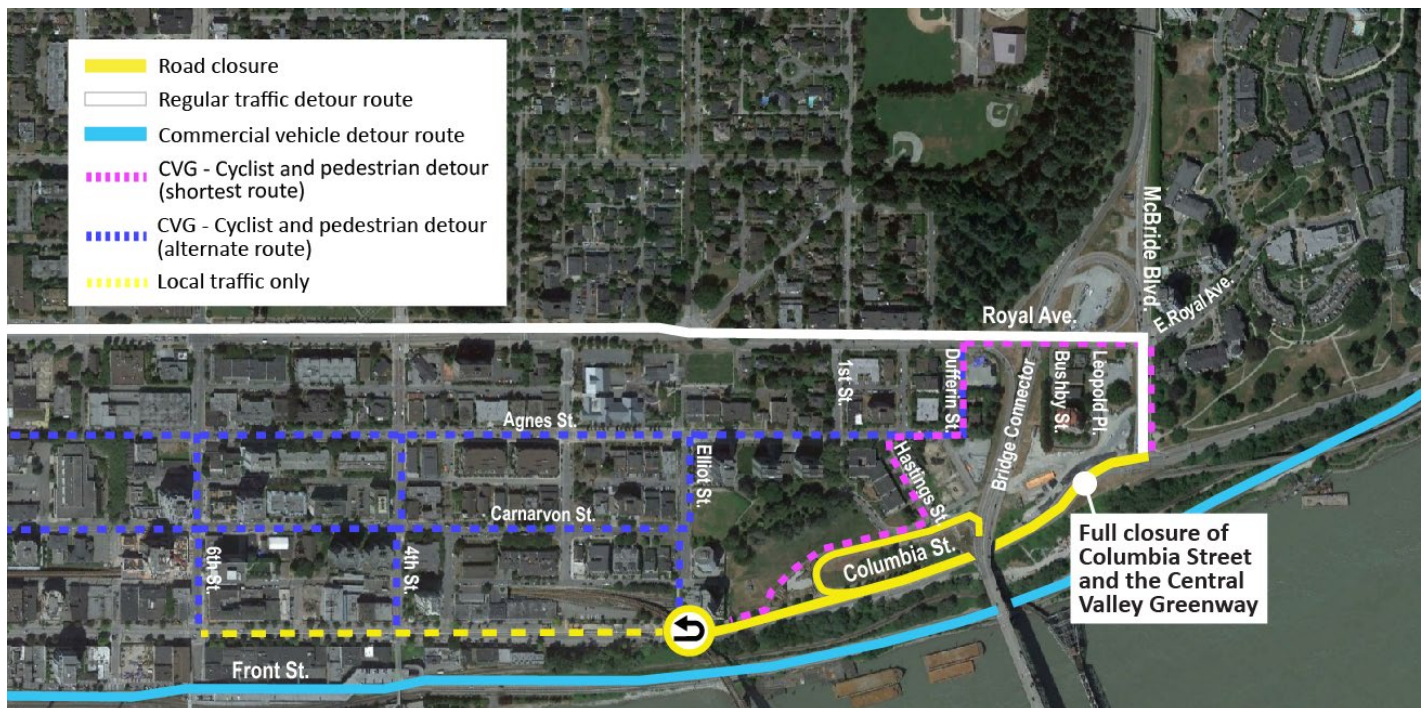 Road closure
Regular traffic detour route
Commercial vehicle detour route
CVG - Cyclist and pedestrian detour
(shortest route)
CVG - Cyclist and pedestrian detour
(alternate route)
Local traffic only
McBride Blvd.
E.Royal Ave.
Royal Ave.
1st St.
Dufferin St.
Bridge Connector
Bushby St.
Leopold Pl.
Agnes St.
Elliot St.
Hastings St.
Carnarvon St.
6th St.
4th St.
Columbia St.
Full closure of
Columbia Street
and the Central
Valley Greenway
Front St.